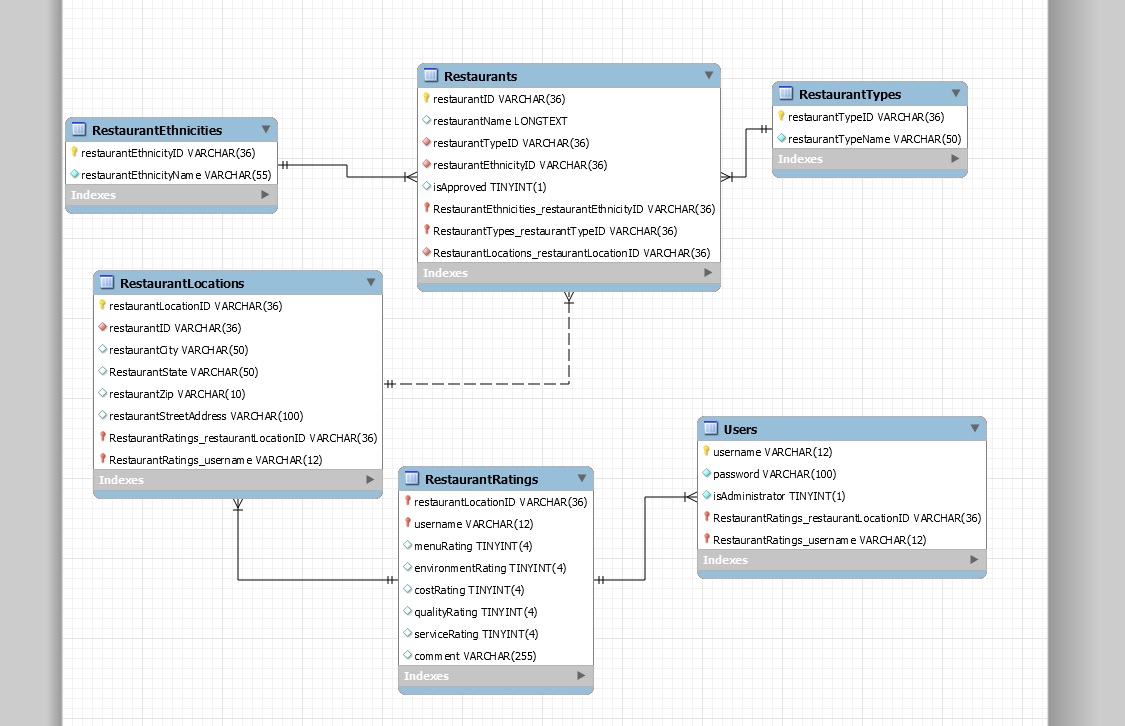 Restaurants
restaurantID VARCHAR(36)
restaurantName LONGTEXT
restaurantTypeID VARCHAR(36)
restaurantEthnicityID VARCHAR(36)
isApproved TINYINT(1)
RestaurantEthnicities_restaurantEthnicityID VARCHAR(36)
RestaurantTypes_restaurantTypeID VARCHAR(36)
RestaurantLocations_restaurantLocationID VARCHAR(36)
Indexes
RestaurantTypes
restaurantTypeID VARCHAR(36)
restaurantTypeName VARCHAR(50)
Indexes
RestaurantEthnicities
restaurantEthnicityID VARCHAR(36)
restaurantEthnicityName VARCHAR(55)
Indexes
RestaurantLocations
restaurantLocationID VARCHAR(36)
restaurantID VARCHAR(36)
restaurantCity VARCHAR(50)
RestaurantState VARCHAR(50)
restaurantZip VARCHAR(10)
restaurantStreetAddress VARCHAR(100)
RestaurantRatings_restaurantLocationID VARCHAR(36)
RestaurantRatings_username VARCHAR(12)
Indexes
Users
username VARCHAR(12)
password VARCHAR(100)
isAdministrator TINYINT(1)
RestaurantRatings_restaurantLocationID VARCHAR(36)
RestaurantRatings_username VARCHAR(12)
Indexes
RestaurantRatings
restaurantLocationID VARCHAR(36)
username VARCHAR(12)
menuRating TINYINT(4)
environmentRating TINYINT(4)
costRating TINYINT(4)
qualityRating TINYINT(4)
serviceRating TINYINT(4)
comment VARCHAR(255)
Indexes